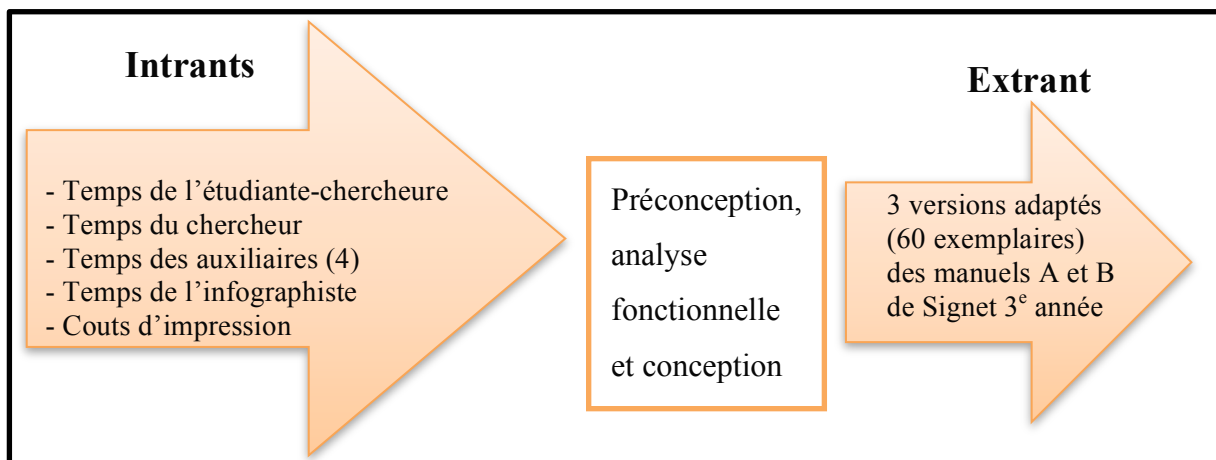 Intrants
- Temps de l’étudiante-chercheure
- Temps du chercheur
- Temps des auxiliaires (4)
- Temps de l’infographiste
- Couts d’impression
Préconception,
analyse
fonctionnelle
et conception
Extrant
3 versions adaptés
(60 exemplaires)
des manuels A et B
de Signet 3e année